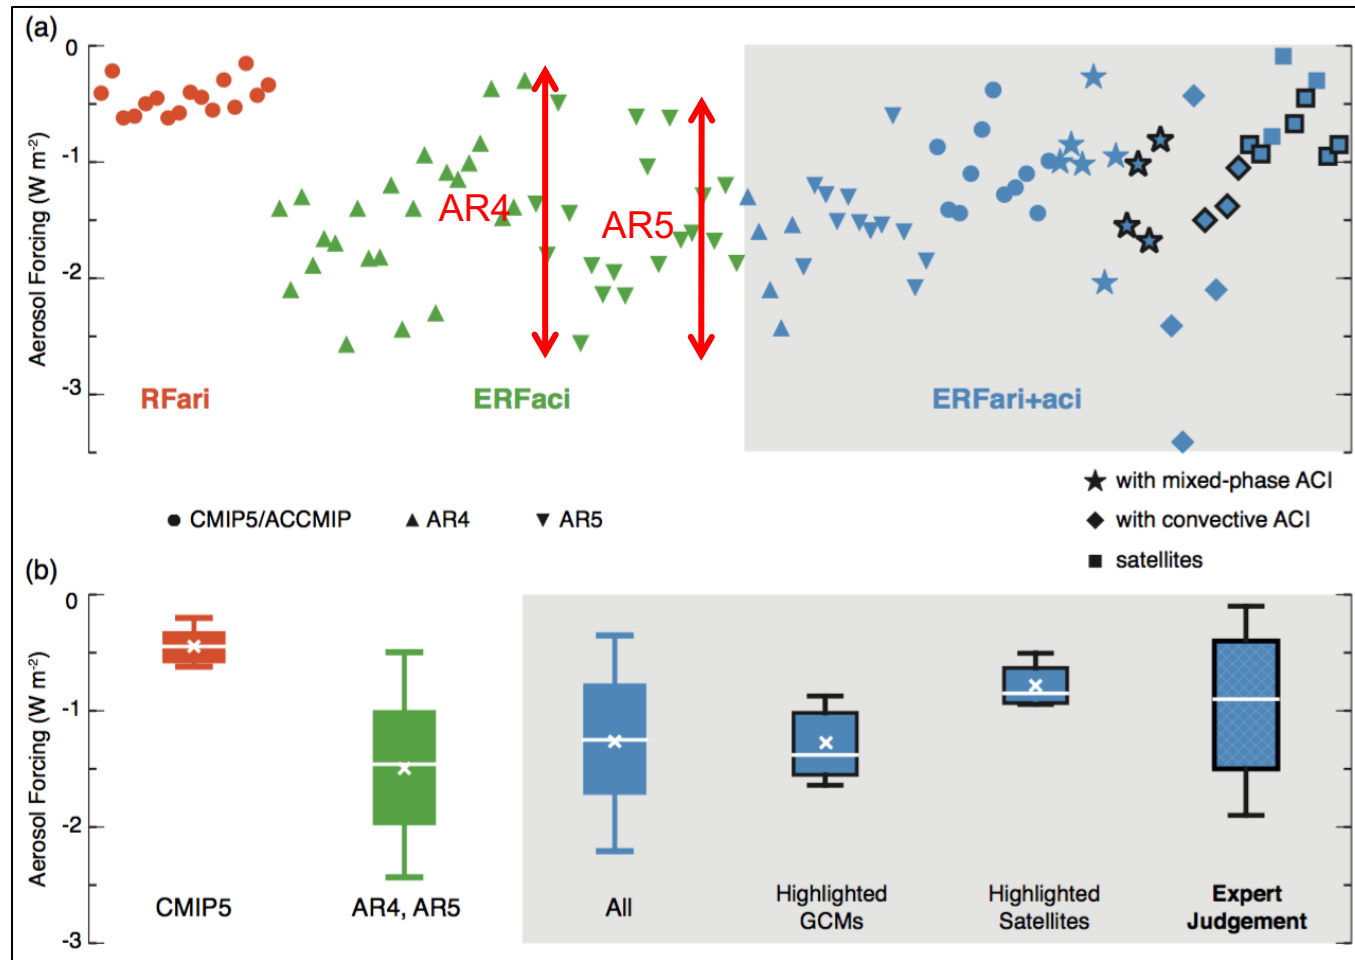 (a)
0
-1
-2
-3
Aerosol Forcing (W m-2)
AR4
AR5
RFari
ERFaci
ERFari+aci
CMIP5/ACCMIP
AR4
AR5
with mixed-phase ACI
with convective ACI
satellites
(b)
0
-1
-2
-3
Aerosol Forcing (W m-2)
CMIP5
AR4, AR5
All
Highlighted
GCMs
Highlighted
Satellites
Expert
Judgement